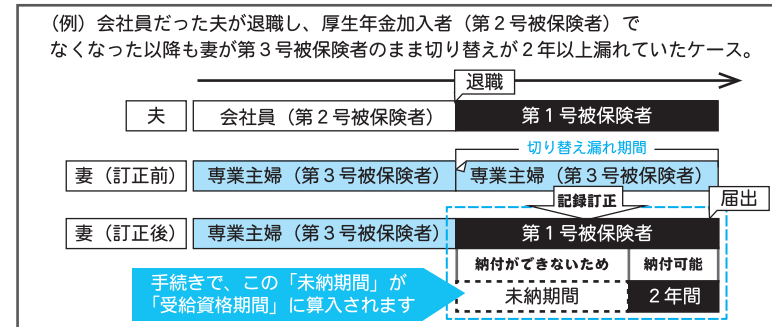 （例）会社員だった夫が退職し、厚生年金加入者（第２号被保険者）で
なくなった以降も妻が第３号被保険者のまま切り替えが２年以上漏れていたケース。
退職
夫
会社員（第２号被保険者）
第１号被保険者
切り替え漏れ期間
妻（訂正前）
専業主婦（第３号被保険者）
専業主婦（第３号被保険者）
記録訂正
届出
妻（訂正後）
専業主婦（第３号被保険者）
第１号被保険者
納付ができないため
納付可能
手続きで、この「未納期間」が
「受給資格期間」に算入されます
未納期間
２年間